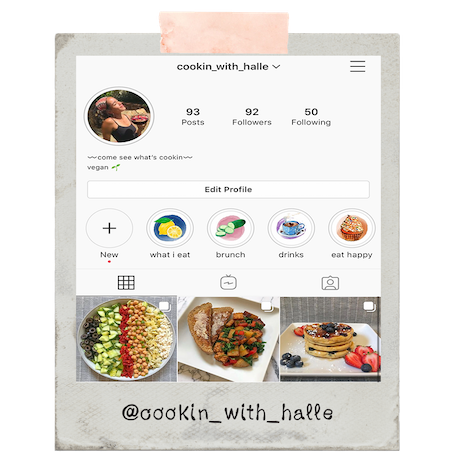 cookin_with_halle
93 92 50
Posts Followers Following
~~come see what's cookin~~
vegan 🌱
Edit Profile
New what i eat brunch drinks eat happy
@cookin_with_halle